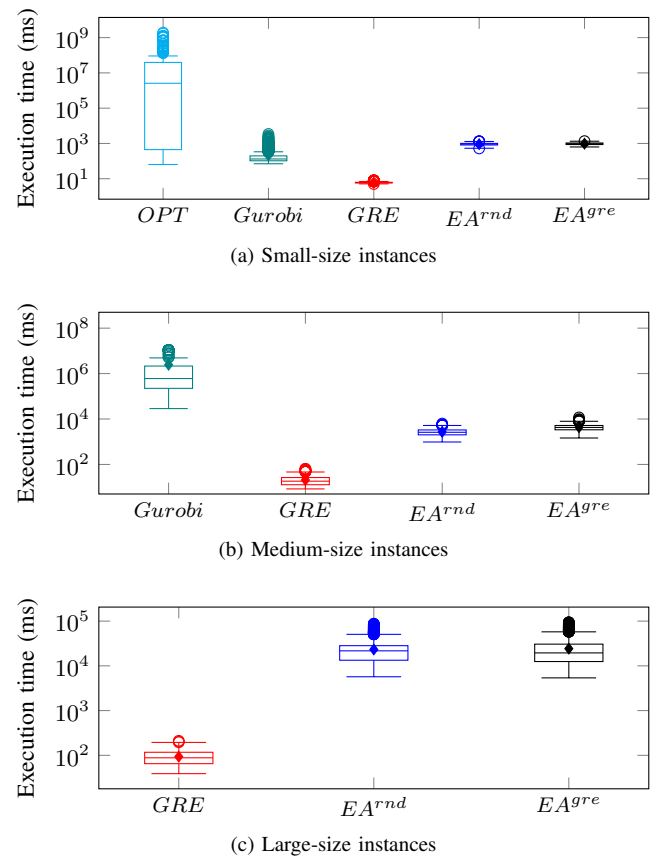 Execution time (ms)
10^9
10^7
10^5
10^3
10^1
OPT Gurobi GRE EA^rnd EA^gre
(a) Small-size instances
Execution time (ms)
10^8
10^6
10^4
10^2
Gurobi GRE EA^rnd EA^gre
(b) Medium-size instances
Execution time (ms)
10^5
10^4
10^3
10^2
GRE EA^rnd EA^gre
(c) Large-size instances